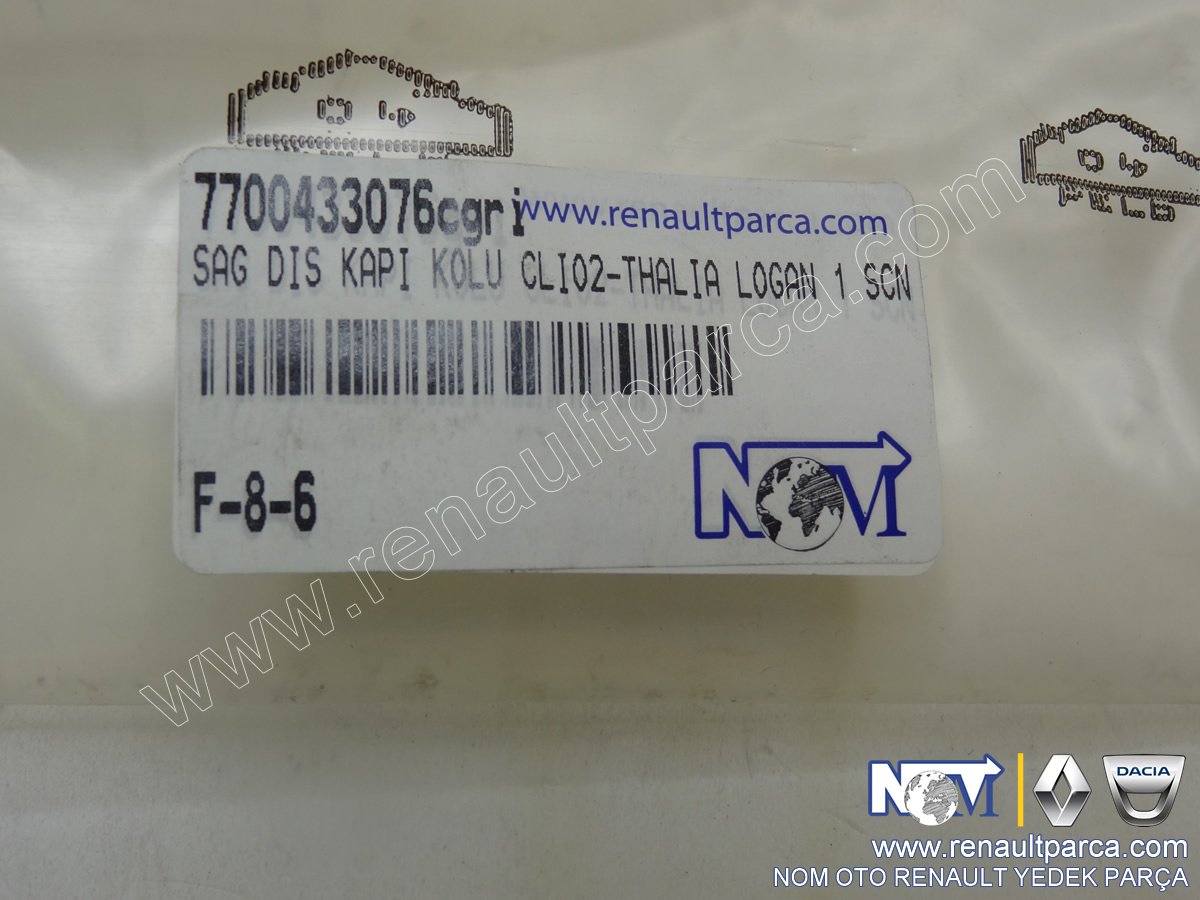 7700433076cgri www.renaultparca.com
SAG DIS KAPI KOLU CLIO2-THALIA LOGAN 1 SCN
F-8-6
NOM
www.renaultparca.com
NOM
DACIA
www.renaultparca.com
NOM OTO RENAULT YEDEK PARÇA